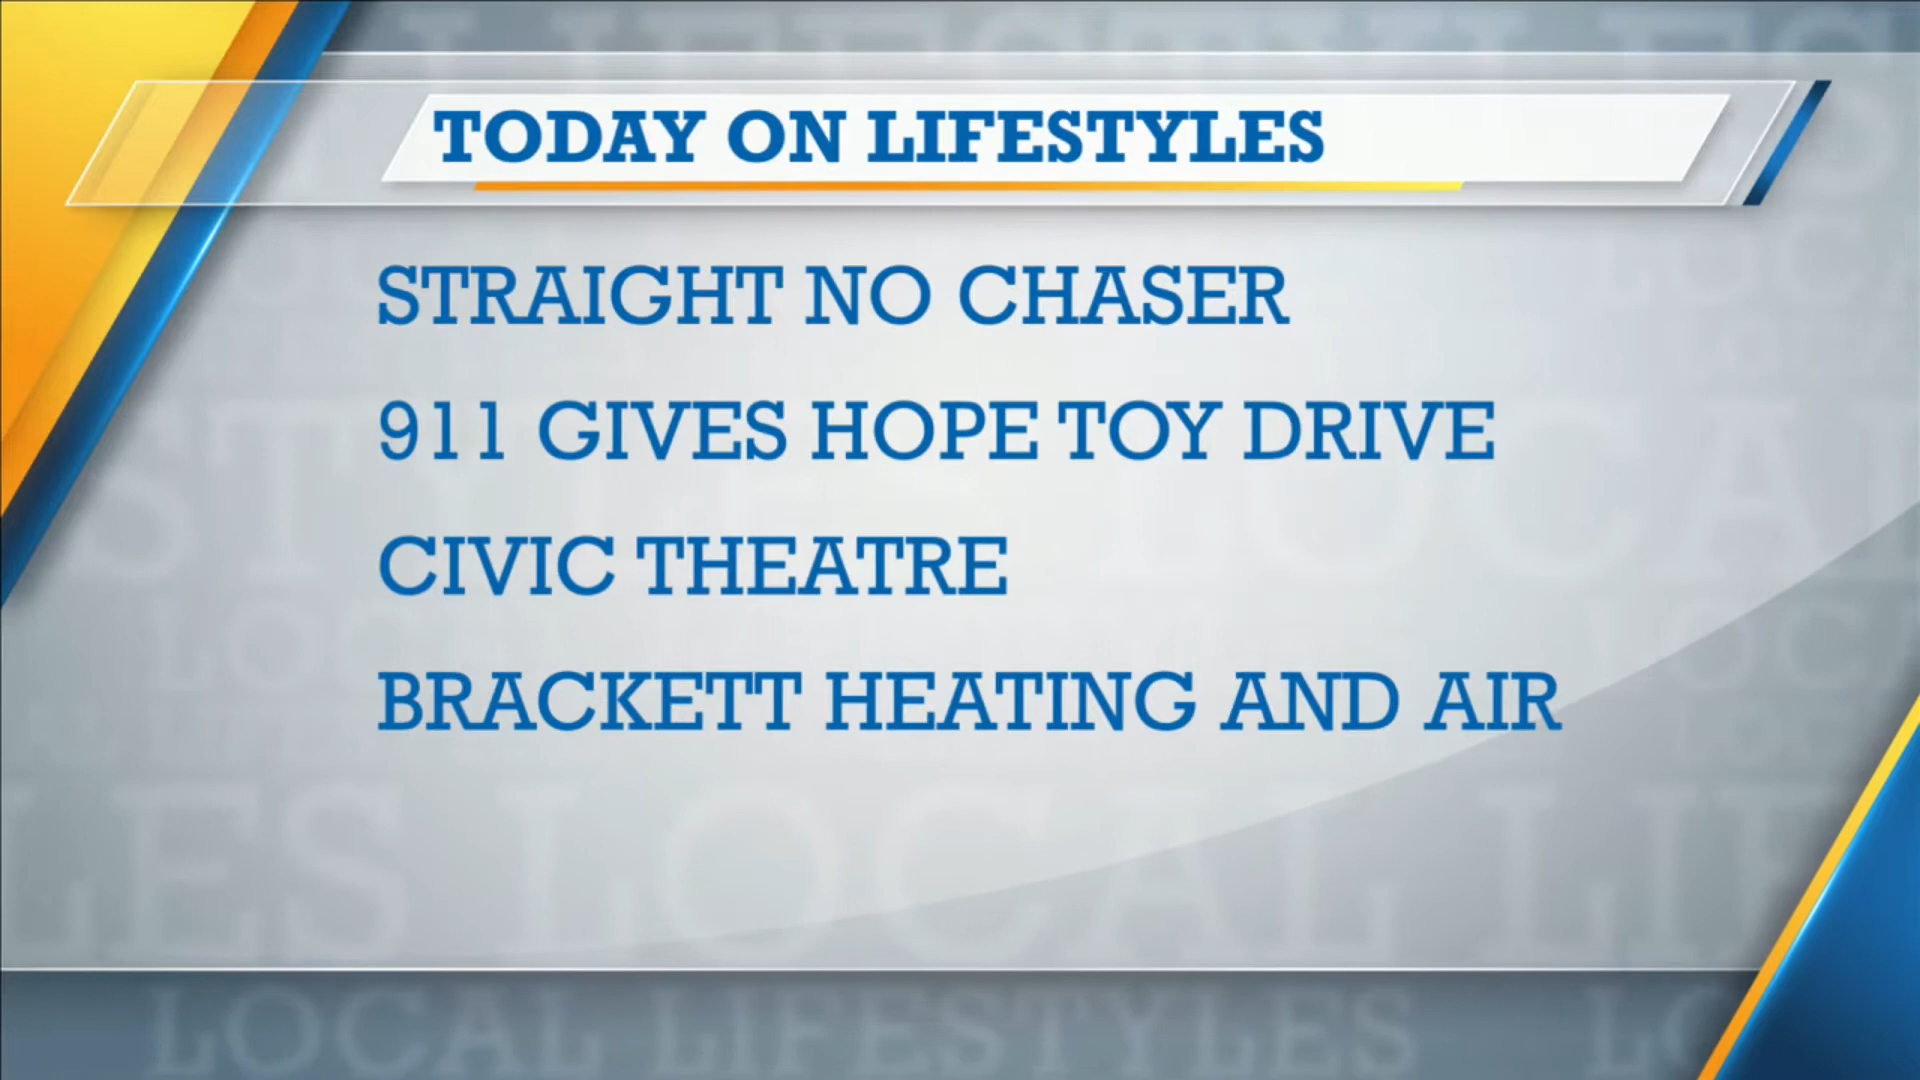 TODAY ON LIFESTYLES
STRAIGHT NO CHASER
911 GIVES HOPE TOY DRIVE
CIVIC THEATRE
BRACKETT HEATING AND AIR
LOCAL LIFESTYLES